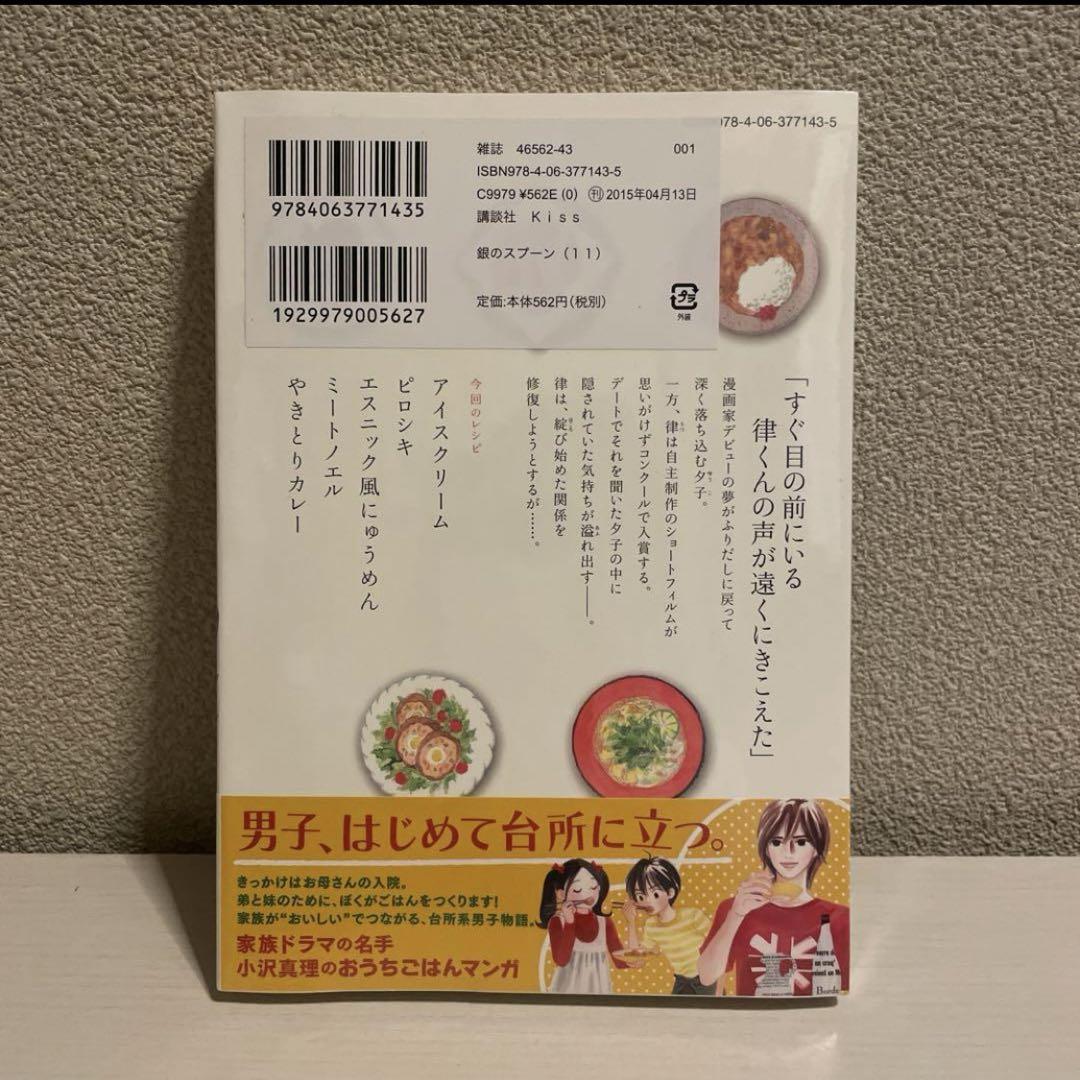 978-4-06-377143-5
雑誌 46562-43 001
ISBN978-4-06-377143-5
C9979 ¥562E (0) ㊗2015年04月13日
講談社 Kiss
銀のスプーン（11）
定価:本体562円（税別）
プラ
外装
9784063771435
1929979005627
「すぐ目の前にいる
律くんの声が遠くにきこえた」
漫画家デビューの夢がふりだしに戻って
深く落ち込む夕子。
一方、律は自主制作のショートフィルムが
思いがけずコンクールで入賞する。
デートでそれを聞いた夕子の中に
隠されていた気持ちが溢れ出す――。
律は、綻び始めた関係を
修復しようとするが……。
今回のレシピ
アイスクリーム
ピロシキ
エスニック風にゅうめん
ミートノエル
やきとりカレー
男子、はじめて台所に立つ。
きっかけはお母さんの入院。
弟と妹のために、ぼくがごはんをつくります!
家族が“おいしい”でつながる、台所系男子物語。
家族ドラマの名手
小沢真理のおうちごはんマンガ